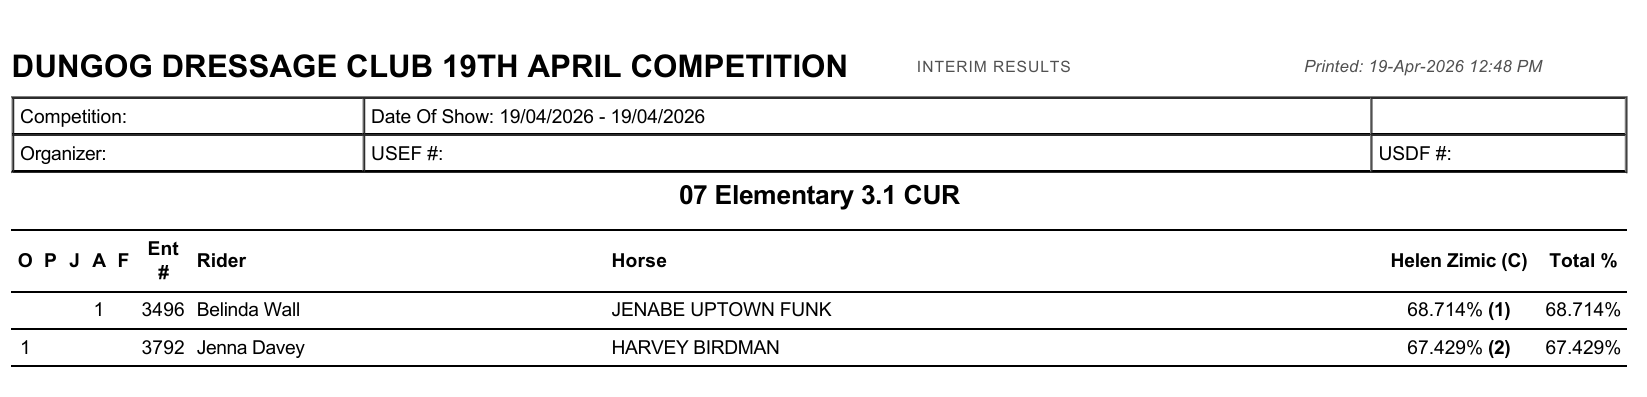 DUNGOG DRESSAGE CLUB 19TH APRIL COMPETITION INTERIM RESULTS Printed: 19-Apr-2026 12:48 PM
Competition: Date Of Show: 19/04/2026 - 19/04/2026
Organizer: USEF #: USDF #:
07 Elementary 3.1 CUR
O P J A F Ent # Rider Horse Helen Zimic (C) Total %
1 3496 Belinda Wall JENABE UPTOWN FUNK 68.714% (1) 68.714%
1 3792 Jenna Davey HARVEY BIRDMAN 67.429% (2) 67.429%